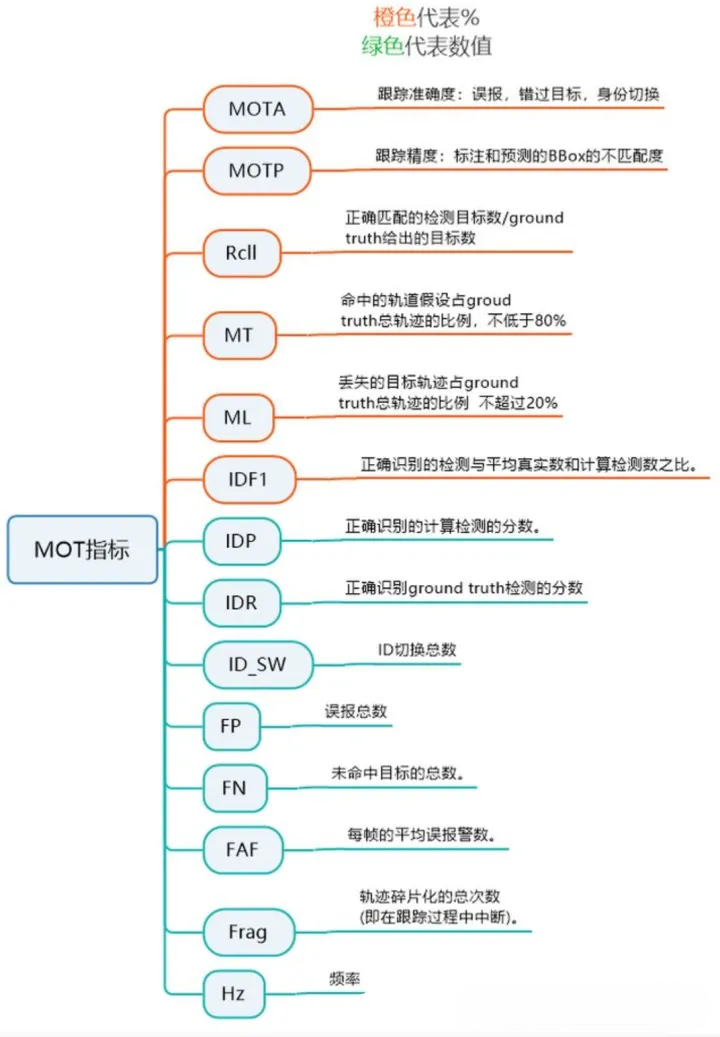 橙色代表%
绿色代表数值
MOTA
跟踪准确度：误报，错过目标，身份切换
MOTP
跟踪精度：标注和预测的BBox的不匹配度
Rcll
正确匹配的检测目标数/ground
truth给出的目标数
MT
命中的轨道假设占groud
truth总轨迹的比例，不低于80%
ML
丢失的目标轨迹占ground
truth总轨迹的比例 不超过20%
IDF1
正确识别的检测与平均真实数和计算检测数之比。
MOT指标
IDP
正确识别的计算检测的分数。
IDR
正确识别ground truth检测的分数
ID_SW
ID切换总数
FP
误报总数
FN
未命中目标的总数。
FAF
每帧的平均误报警数。
Frag
轨迹碎片化的总次数
(即在跟踪过程中中断)。
Hz
频率